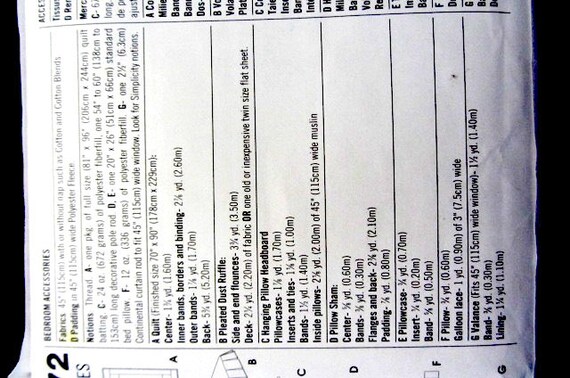 72
BEDROOM ACCESSORIES
Fabrics 45" (115cm) with or without nap such as Cotton and Cotton Blends
D Padding in 45" (115cm) wide Polyester Fleece
Notions Thread A- one pkg. of full size (81" x 96" (206cm x 244cm) quilt
batting. C- 24 oz. (672 grams) of polyester fiberfill, one 54" to 60" (138cm to
153cm) long decorative pole rod D, E- one 20" x 26" (51cm x 66cm) standard
bed pillow. F- 12 oz. (336 grams) of polyester fiberfill. G- one 2½" (6.3cm)
Continental curtain rod to fit 45" (115cm) wide window. Look for Simplicity notions.
A Quilt (Finished size 70" x 90" (178cm x 229cm):
Center- 1¾ yd. (1.60m)
Inner bands, borders and binding- 2⅞ yd. (2.60m)
Outer bands- 1⅞ yd. (1.70m)
Back- 5¾ yd. (5.20m)
B Pleated Dust Ruffle:
Side and end flounces- 3¾ yd. (3.50m)
Deck- 2⅜ yd. (2.20m) of fabric OR one old or inexpensive twin size flat sheet.
C Hanging Pillow Headboard
Pillowcases- 1⅞ yd. (1.70m)
Inserts and ties- 1⅛ yd. (1.00m)
Bands- 1½ yd. (1.40m)
Inside pillows- 2⅛ yd. (2.00m) of 45" (115cm) wide muslin
D Pillow Sham:
Center- ⅝ yd. (0.60m)
Bands- ⅜ yd. (0.30m)
Flanges and back- 2⅜ yd. (2.10m)
Padding- ⅞ yd. (0.80m)
E Pillowcase- ¾ yd. (0.70m)
Insert- ¼ yd. (0.20m)
Band- ⅝ yd. (0.50m)
F Pillow- ⅝ yd. (0.60m)
Galloon lace- 1 yd. (0.90m) of 3" (7.5cm) wide
G Valance (Fits 45" (115cm) wide window)- 1½ yd. (1.40m)
Band- ⅜ yd. (0.30m)
Lining- 1¼ yd. (1.10m)
A
B
C
D
E
F
G